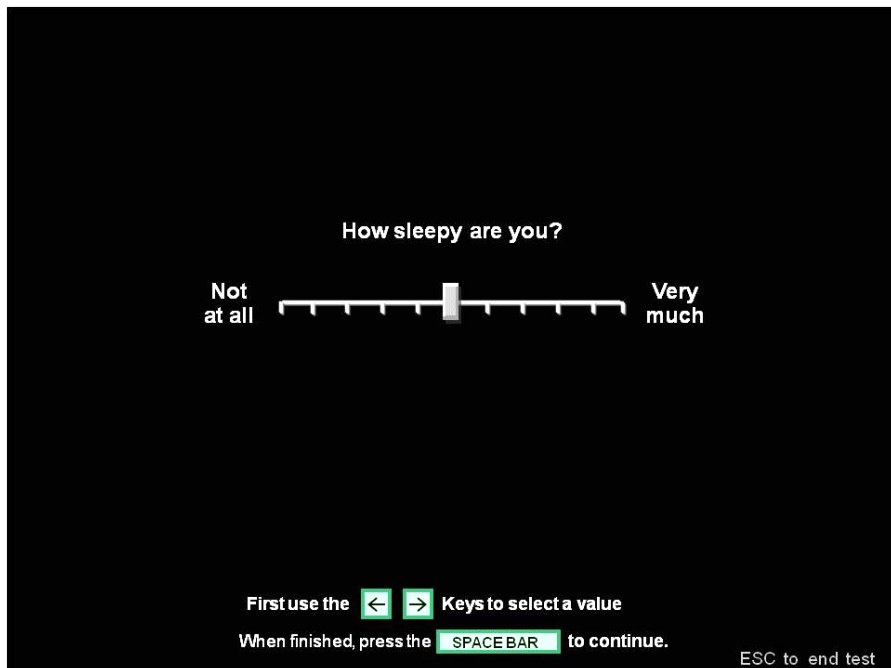 How sleepy are you?
Not
at all
Very
much
First use the ← → Keys to select a value
When finished, press the SPACE BAR to continue.
ESC to end test